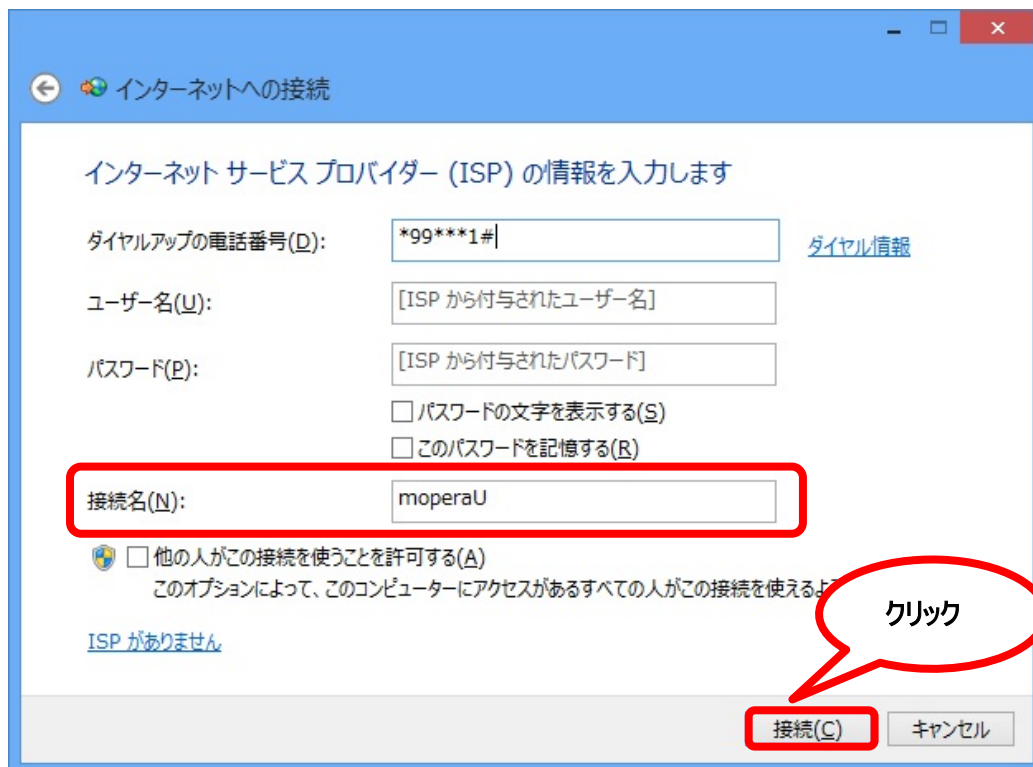 インターネットへの接続
インターネット サービス プロバイダー (ISP) の情報を入力します
ダイヤルアップの電話番号(D): *99***1# ダイヤル情報
ユーザー名(U): [ISP から付与されたユーザー名]
パスワード(P): [ISP から付与されたパスワード]
パスワードの文字を表示する(S)
このパスワードを記憶する(R)
接続名(N): moperaU
他の人がこの接続を使うことを許可する(A)
このオプションによって、このコンピューターにアクセスがあるすべての人がこの接続を使える
クリック
ISP がありません
接続(C) キャンセル